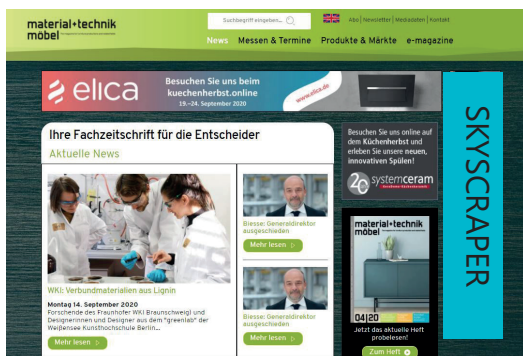 material+technik
möbel
Suchbegriff eingeben...
Abo | Newsletter | Mediadaten | Kontakt
News Messen & Termine Produkte & Märkte e-magazine
elica
Besuchen Sie uns beim
kuechenherbst.online
19.–24. September 2020
www.elica.de
SKYSCRAPER
Ihre Fachzeitschrift für die Entscheider
Aktuelle News
WKI: Verbundmaterialien aus Lignin
Montag 14. September 2020
Forschende des Fraunhofer WKI Braunschweigl und
Designerinnen und Designer aus dem "greenlab" der
Weißensee Kunsthochschule Berlin...
Mehr lesen
Biesse: Generaldirektor
ausgeschieden
Mehr lesen
Biesse: Generaldirektor
ausgeschieden
Mehr lesen
Besuchen Sie uns online auf
dem Küchenherbst und
erleben Sie unsere neuen,
innovativen Spülen!
20 systemceram
material+technik
möbel
04|20
Jetzt das aktuelle Heft
probelesen!
Zum Heft